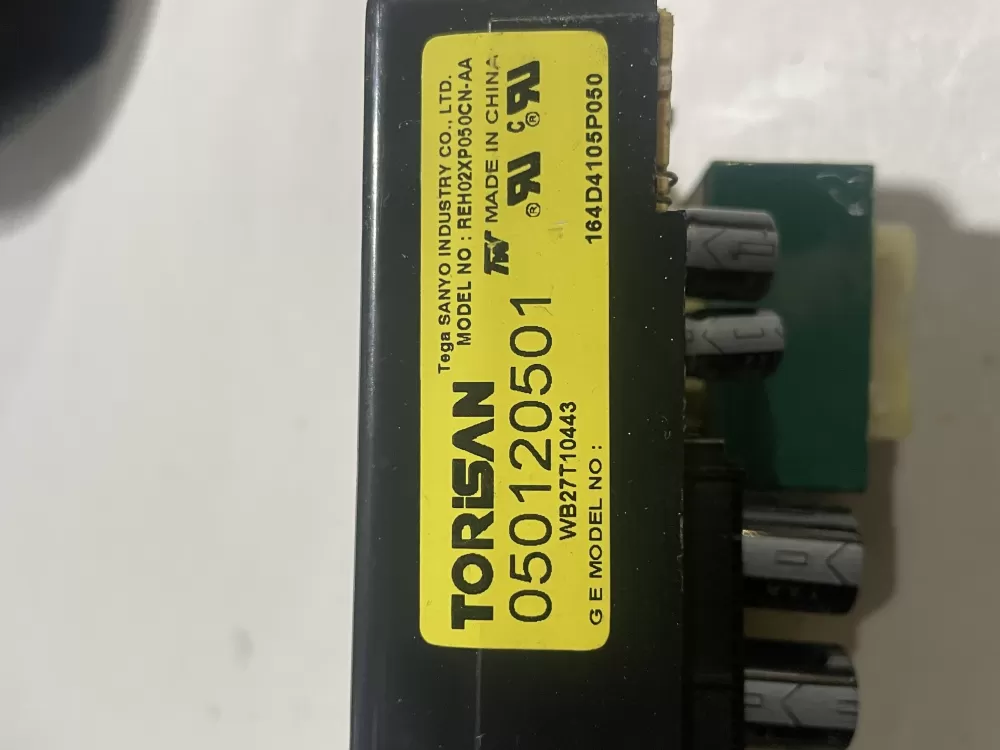 TORiSAN Tega SANYO INDUSTRY CO., LTD.
MODEL NO : REH02XP050CN-AA
050120501 MADE IN CHINA
WB27T10443
G E MODEL NO : 164D4105P050